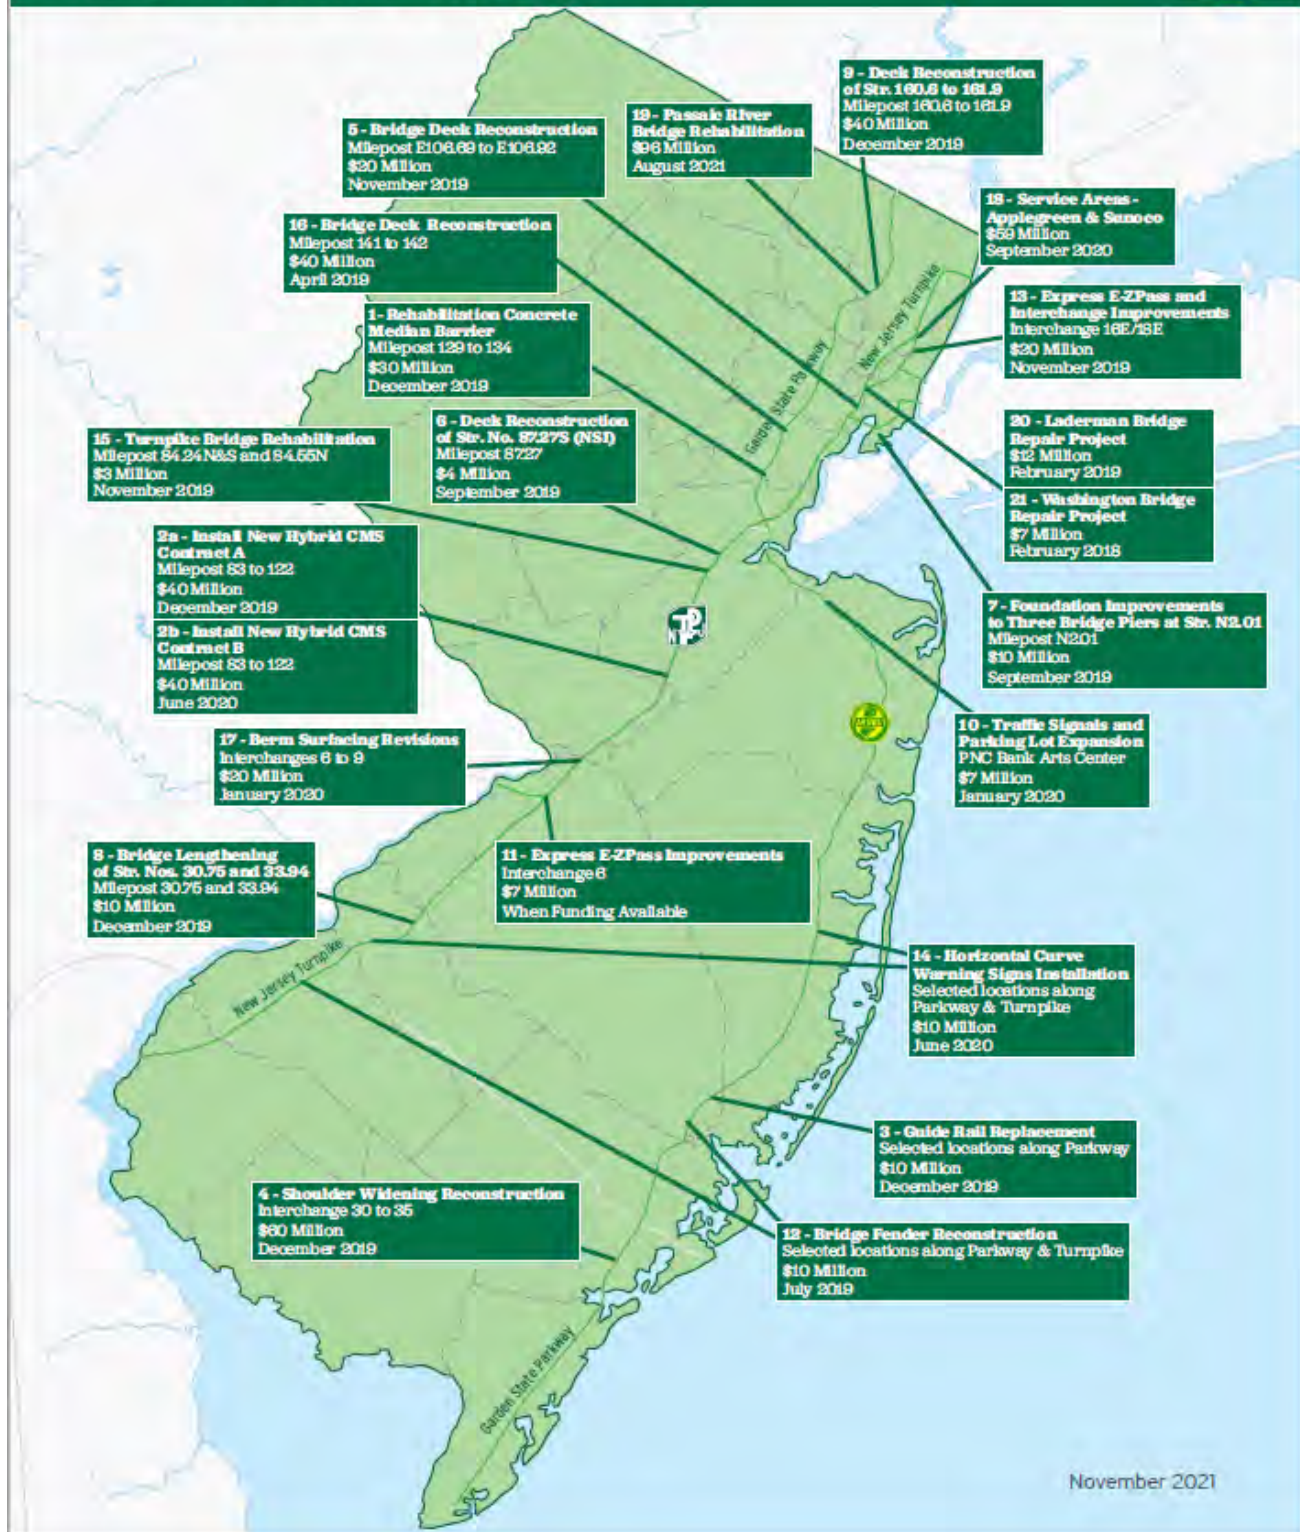 9 - Deck Reconstruction
of Str. 160.6 to 161.9
Milepost 160.6 to 161.9
$40 Million
December 2019
19 - Passaic River
Bridge Rehabilitation
$96 Million
August 2021
5 - Bridge Deck Reconstruction
Milepost E106.69 to E106.92
$20 Million
November 2019
18 - Service Areas -
Applegreen & Sunoco
$59 Million
September 2020
16 - Bridge Deck Reconstruction
Milepost 141 to 142
$40 Million
April 2019
13 - Express E-ZPass and
Interchange Improvements
Interchange 16E/18E
$20 Million
November 2019
1 - Rehabilitation Concrete
Median Barrier
Milepost 129 to 134
$30 Million
December 2019
New Jersey Turnpike
Garden State Parkway
6 - Deck Reconstruction
of Str. No. 87.27S (NSI)
Milepost 87.27
$4 Million
September 2019
20 - Laderman Bridge
Repair Project
$12 Million
February 2019
15 - Turnpike Bridge Rehabilitation
Milepost 84.24N&S and 84.55N
$3 Million
November 2019
21 - Washington Bridge
Repair Project
$7 Million
February 2018
2a - Install New Hybrid CMS
Contract A
Milepost 83 to 122
$40 Million
December 2019
2b - Install New Hybrid CMS
Contract B
Milepost 83 to 122
$40 Million
June 2020
7 - Foundation Improvements
to Three Bridge Piers at Str. N2.01
Milepost N2.01
$10 Million
September 2019
10 - Traffic Signals and
Parking Lot Expansion
PNC Bank Arts Center
$7 Million
January 2020
17 - Berm Surfacing Revisions
Interchanges 6 to 9
$20 Million
January 2020
8 - Bridge Lengthening
of Str. Nos. 30.75 and 33.94
Milepost 30.75 and 33.94
$10 Million
December 2019
11 - Express E-ZPass Improvements
Interchange 6
$7 Million
When Funding Available
New Jersey Turnpike
14 - Horizontal Curve
Warning Signs Installation
Selected locations along
Parkway & Turnpike
$10 Million
June 2020
3 - Guide Rail Replacement
Selected locations along Parkway
$10 Million
December 2019
4 - Shoulder Widening Reconstruction
Interchange 30 to 35
$60 Million
December 2019
12 - Bridge Fender Reconstruction
Selected locations along Parkway & Turnpike
$10 Million
July 2019
Garden State Parkway
November 2021